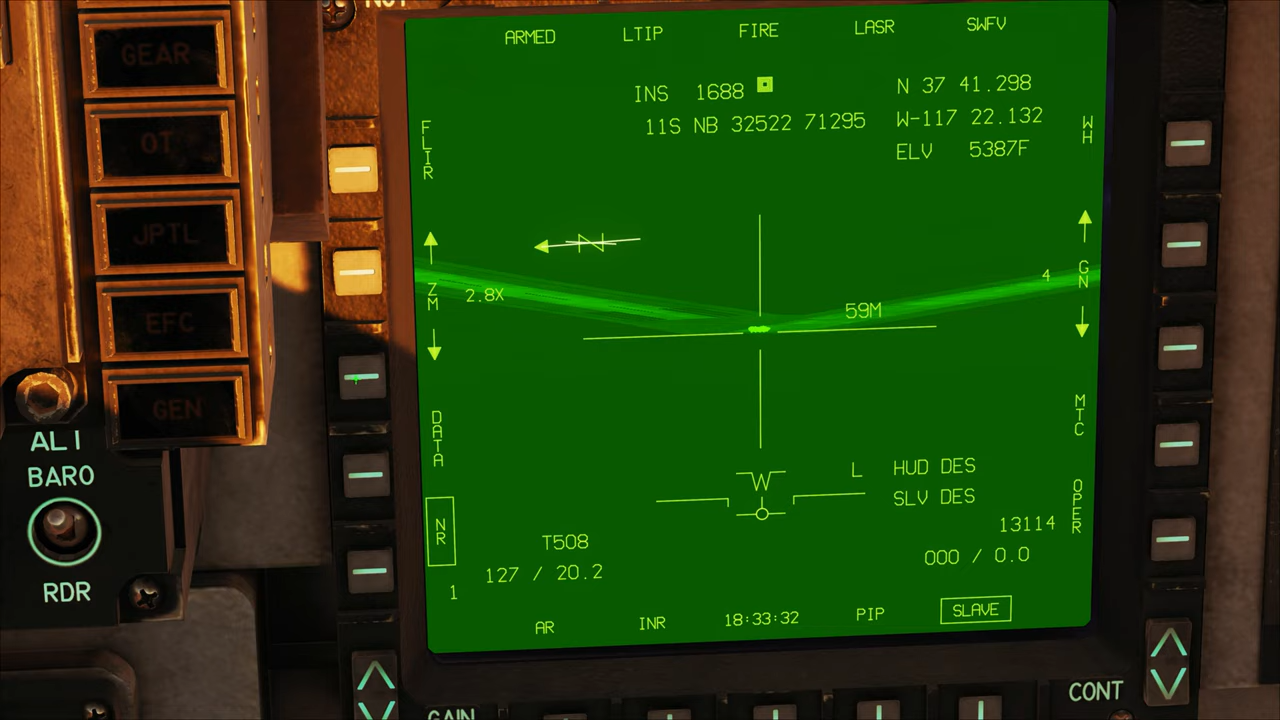 NOT
GEAR
OT
JPTL
EFC
GEN
ALT
BARO
RDR
ARMED LTIP FIRE LASR SWFV
INS 1688
N 37 41.298
11S NB 32522 71295
W-117 22.132
ELV 5387F
FLIR
WH
N
ZM
2.8X
59M
4
GN
DATA
MTC
W
L HUD DES
SLV DES
NR
OPER
T508
13114
127 / 20.2
000 / 0.0
1
AR INR 18:33:32 PIP SLAVE
GAIN
CONT